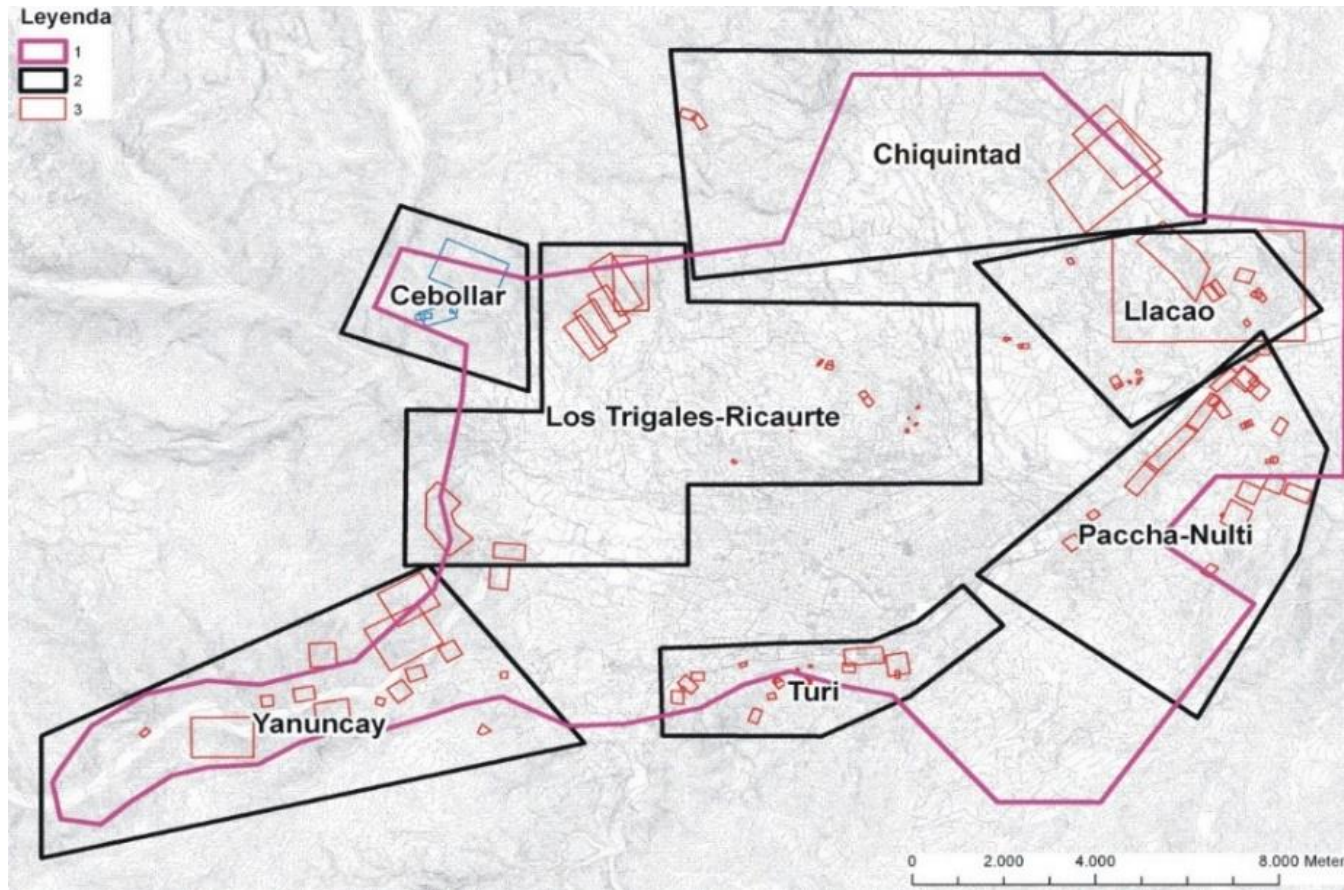 Leyenda
1
2
3
Chiquintad
Cebollar
Llacao
Los Trigales-Ricaurte
Paccha-Nulti
Turi
Yanuncay
0 2.000 4.000 8.000 Meter